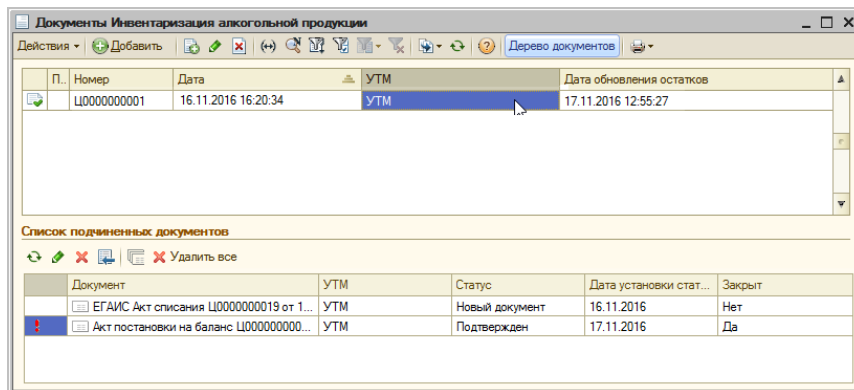 Документы Инвентаризация алкогольной продукции
Действия Добавить Дерево документов
П.. Номер Дата УТМ Дата обновления остатков
Ц0000000001 16.11.2016 16:20:34 УТМ 17.11.2016 12:55:27
Список подчиненных документов
Удалить все
Документ УТМ Статус Дата установки стат... Закрыт
ЕГАИС Акт списания Ц0000000019 от 1... УТМ Новый документ 16.11.2016 Нет
Акт постановки на баланс Ц000000000... УТМ Подтвержден 17.11.2016 Да